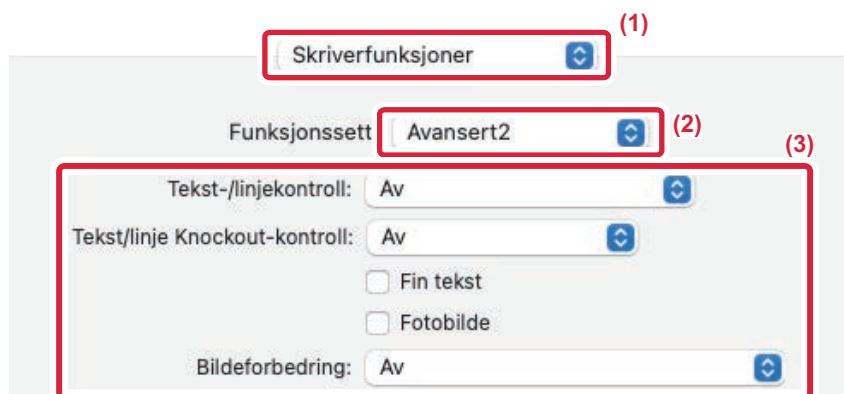 (1)
Skriverfunksjoner
Funksjonssett Avansert2 (2)
(3)
Tekst-/linjekontroll: Av
Tekst/linje Knockout-kontroll: Av
Fin tekst
Fotobilde
Bildeforbedring: Av